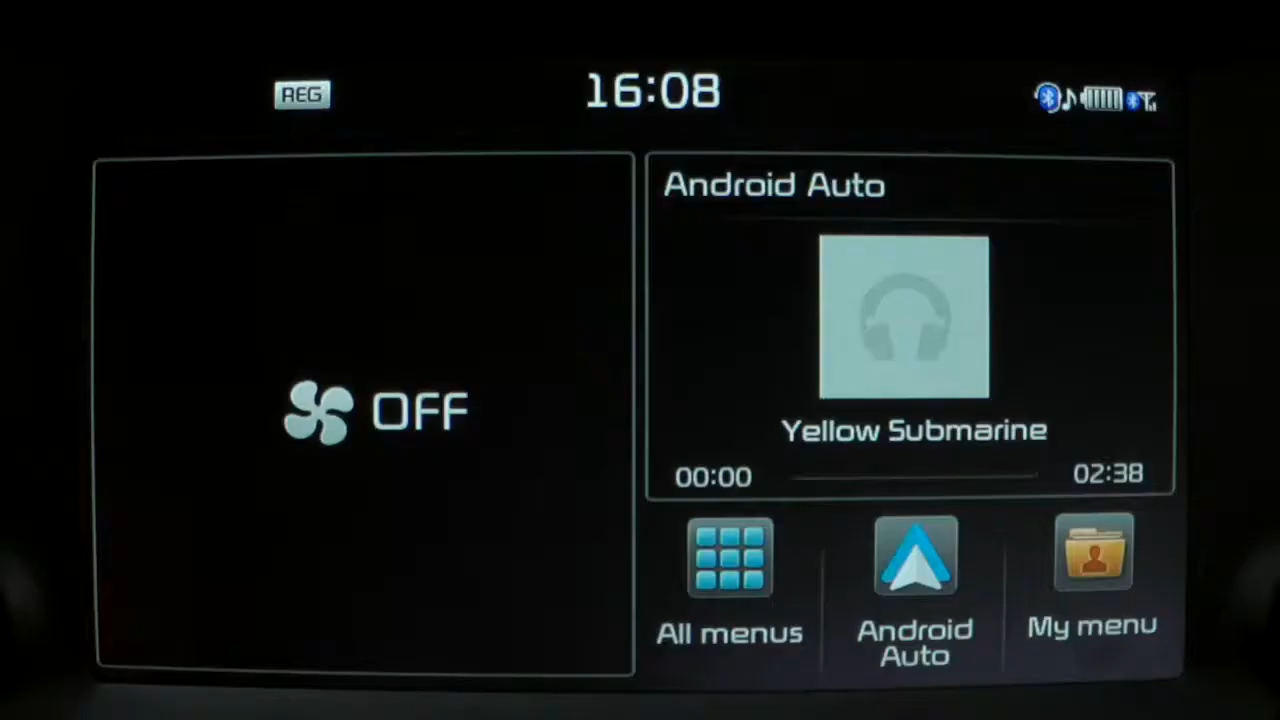 REG
16:08
OFF
Android Auto
Yellow Submarine
00:00
02:38
All menus
Android
Auto
My menu